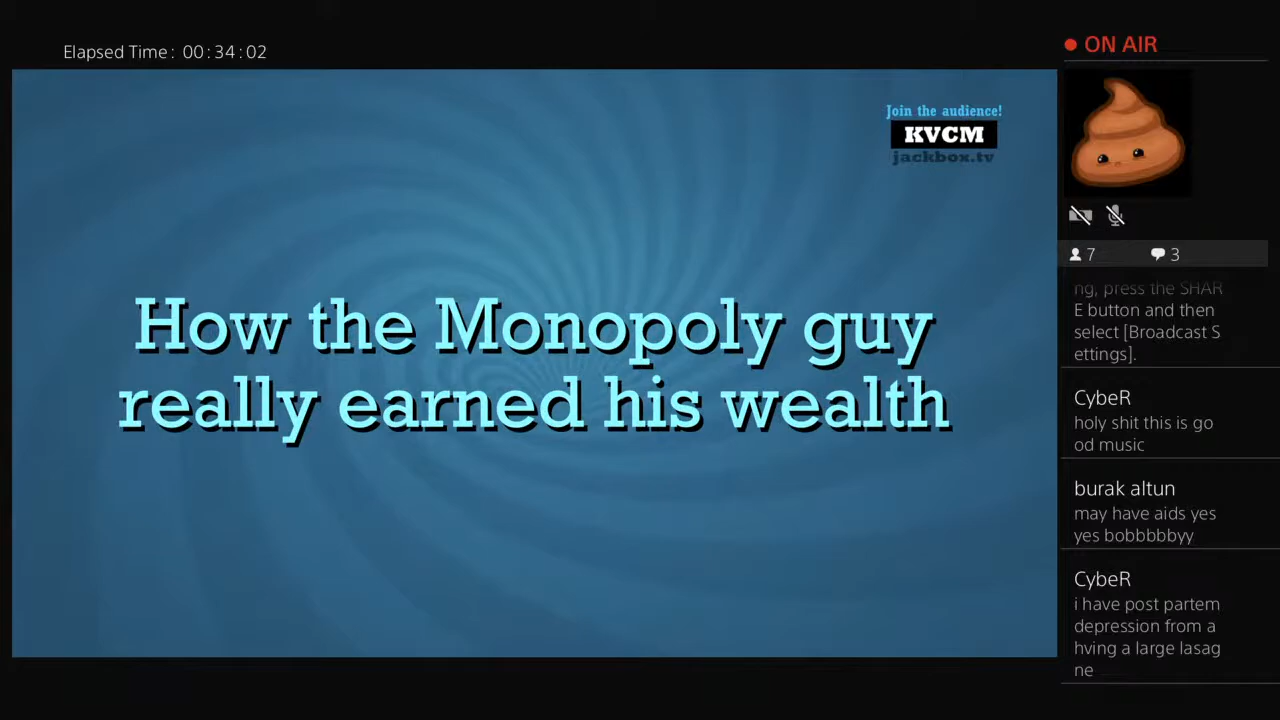 Elapsed Time: 00:34:02
ON AIR
Join the audience!
KVCM
jackbox.tv
How the Monopoly guy
really earned his wealth
7
3
ng, press the SHAR
E button and then
select [Broadcast S
ettings].
CybeR
holy shit this is go
od music
burak altun
may have aids yes
yes bobbbbbyy
CybeR
i have post partem
depression from a
hving a large lasag
ne